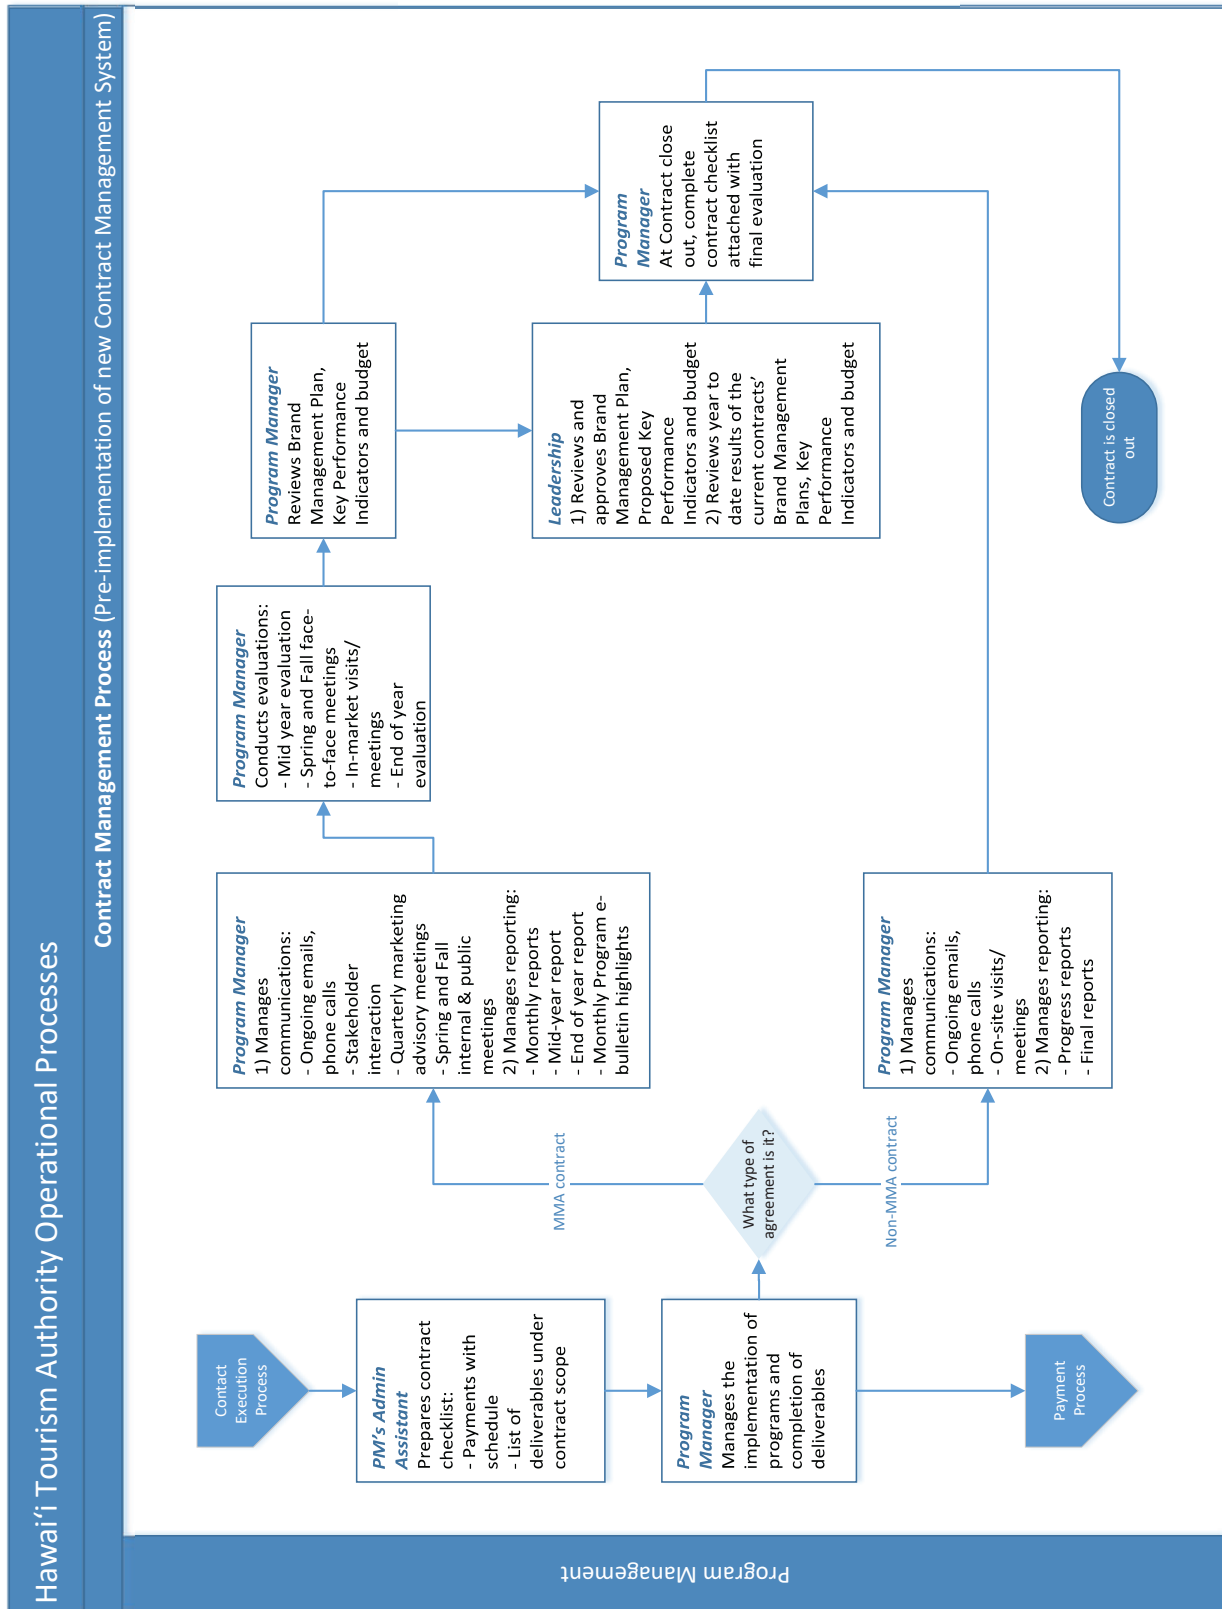 Hawai‘i Tourism Authority Operational Processes
Contract Management Process (Pre-implementation of new Contract Management System)
Program Management
Contact
Execution
Process
PM’s Admin
Assistant
Prepares contract
checklist:
- Payments with
schedule
- List of
deliverables under
contract scope
Program
Manager
Manages the
implementation of
programs and
completion of
deliverables
Payment
Process
What type of
agreement is it?
MMA contract
Non-MMA contract
Program Manager
1) Manages
communications:
- Ongoing emails,
phone calls
- Stakeholder
interaction
- Quarterly marketing
advisory meetings
- Spring and Fall
internal & public
meetings
2) Manages reporting:
- Monthly reports
- Mid-year report
- End of year report
- Monthly Program e-
bulletin highlights
Program Manager
1) Manages
communications:
- Ongoing emails,
phone calls
- On-site visits/
meetings
2) Manages reporting:
- Progress reports
- Final reports
Program Manager
Conducts evaluations:
- Mid year evaluation
- Spring and Fall face-
to-face meetings
- In-market visits/
meetings
- End of year
evaluation
Program Manager
Reviews Brand
Management Plan,
Key Performance
Indicators and budget
Leadership
1) Reviews and
approves Brand
Management Plan,
Proposed Key
Performance
Indicators and budget
2) Reviews year to
date results of the
current contracts’
Brand Management
Plans, Key
Performance
Indicators and budget
Program
Manager
At Contract close
out, complete
contract checklist
attached with
final evaluation
Contract is closed
out